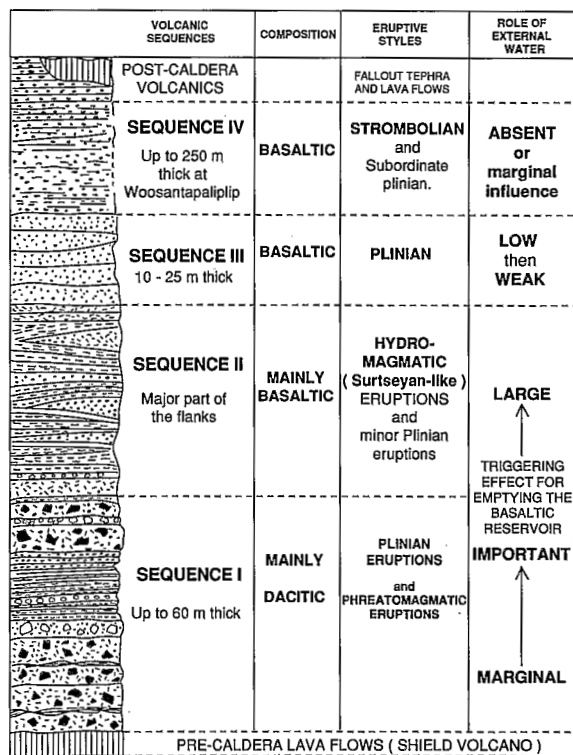 VOLCANIC
SEQUENCES
COMPOSITION
ERUPTIVE
STYLES
ROLE OF
EXTERNAL
WATER
POST-CALDERA
VOLCANICS
FALLOUT TEPHRA
AND LAVA FLOWS
SEQUENCE IV
Up to 250 m
thick at
Woosantapaliplip
BASALTIC
STROMBOLIAN
and
Subordinate
plinian.
ABSENT
or
marginal
influence
SEQUENCE III
10 - 25 m thick
BASALTIC
PLINIAN
LOW
then
WEAK
SEQUENCE II
Major part of
the flanks
MAINLY
BASALTIC
HYDRO-
MAGMATIC
( Surtseyan-like )
ERUPTIONS
and
minor Plinian
eruptions
LARGE
TRIGGERING
EFFECT FOR
EMPTYING THE
BASALTIC
RESERVOIR
SEQUENCE I
Up to 60 m thick
MAINLY
DACITIC
PLINIAN
ERUPTIONS
and
PHREATOMAGMATIC
ERUPTIONS
IMPORTANT
MARGINAL
PRE-CALDERA LAVA FLOWS ( SHIELD VOLCANO )